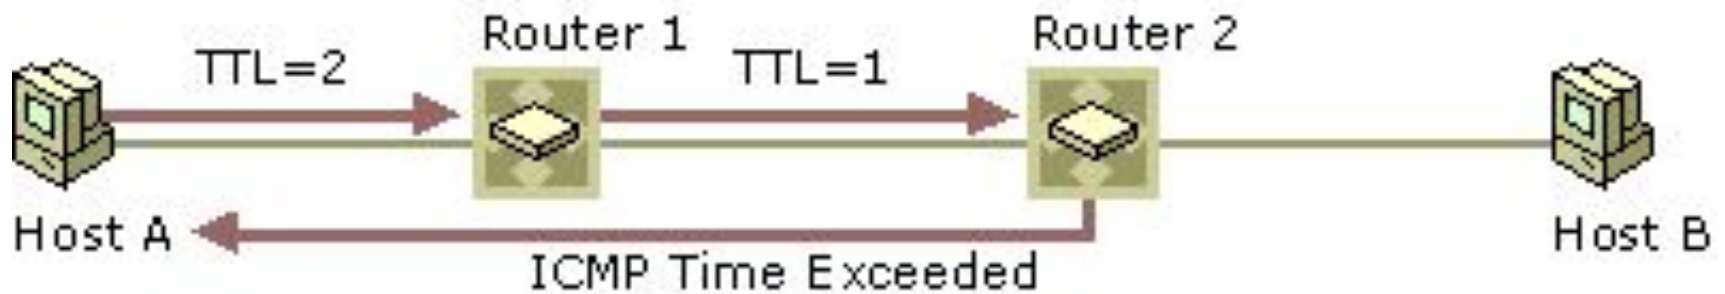 Router 1
Router 2
TTL=2
TTL=1
Host A
Host B
ICMP Time Exceeded